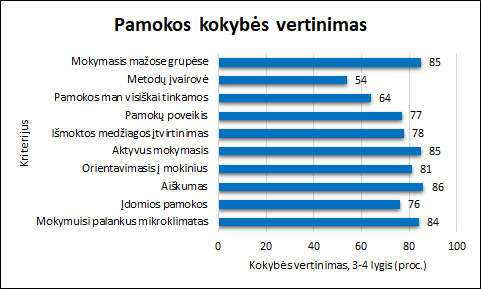 Pamokos kokybės vertinimas
Mokymasis mažose grupėse 85
Metodų įvairovė 54
Pamokos man visiškai tinkamos 64
Pamokų poveikis 77
Išmoktos medžiagos įtvirtinimas 78
Aktyvus mokymasis 85
Orientavimasis į mokinius 81
Aiškumas 86
Įdomios pamokos 76
Mokymuisi palankus mikroklimatas 84
Kriterijus
0 20 40 60 80 100
Kokybės vertinimas, 3-4 lygis (proc.)